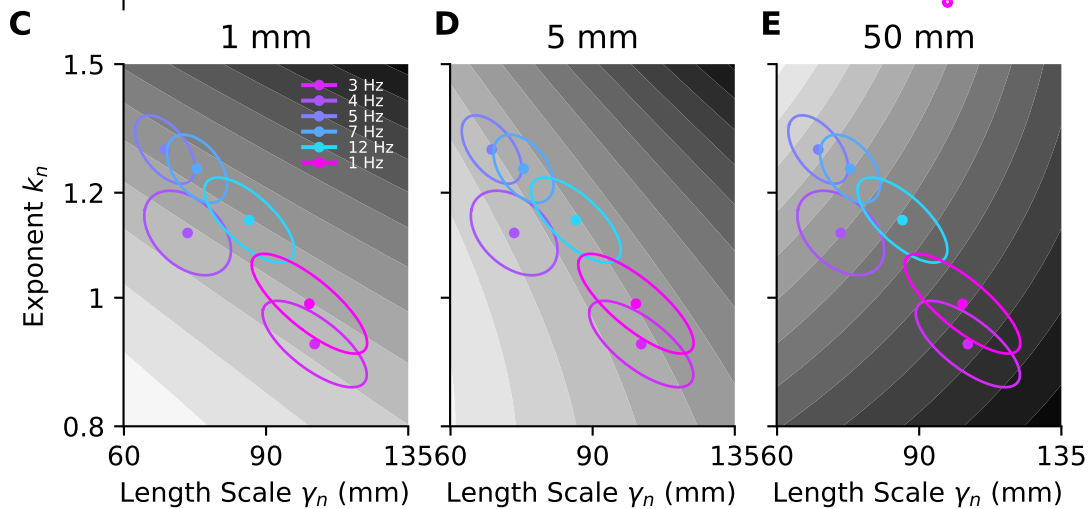 C
D
E
1 mm
5 mm
50 mm
1.5
1.2
1
0.8
Exponent kₙ
3 Hz
4 Hz
5 Hz
7 Hz
12 Hz
1 Hz
60
90
135
60
90
135
60
90
135
Length Scale γₙ (mm)
Length Scale γₙ (mm)
Length Scale γₙ (mm)